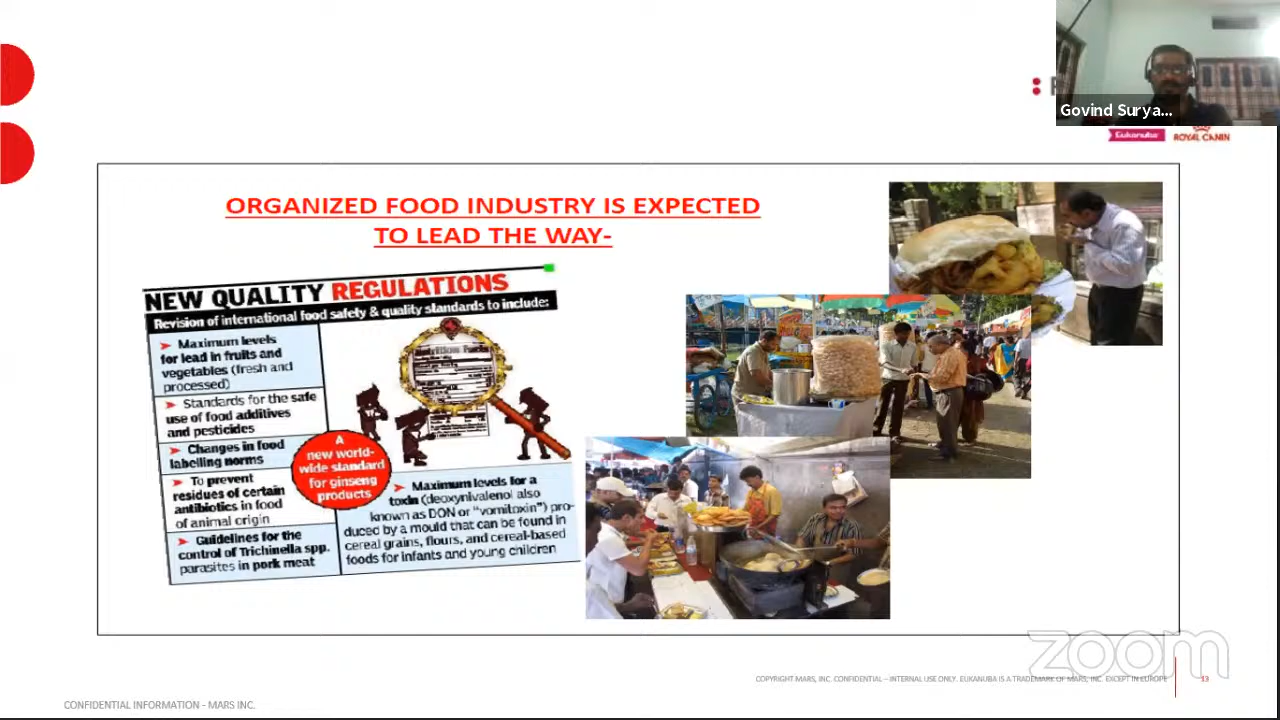 Govind Surya...
Eukanuba
ROYAL CANIN
ORGANIZED FOOD INDUSTRY IS EXPECTED
TO LEAD THE WAY-
NEW QUALITY REGULATIONS
Revision of international food safety & quality standards to include:
➤ Maximum levels
for lead in fruits and
vegetables (fresh and
processed)
➤ Standards for the safe
use of food additives
and pesticides
➤ Changes in food
labelling norms
➤ To prevent
residues of certain
antibiotics in food
of animal origin
➤ Guidelines for the
control of Trichinella spp.
parasites in pork meat
Nutrition Facts
A
new world-
wide standard
for ginseng
products
➤ Maximum levels for a
toxin (deoxynivalenol also
known as DON or "vomitoxin") pro-
duced by a mould that can be found in
cereal grains, flours, and cereal-based
foods for infants and young children
zoom
COPYRIGHT MARS, INC. CONFIDENTIAL – INTERNAL USE ONLY. EUKANUBA IS A TRADEMARK OF MARS, INC. EXCEPT IN EUROPE
13
CONFIDENTIAL INFORMATION - MARS INC.